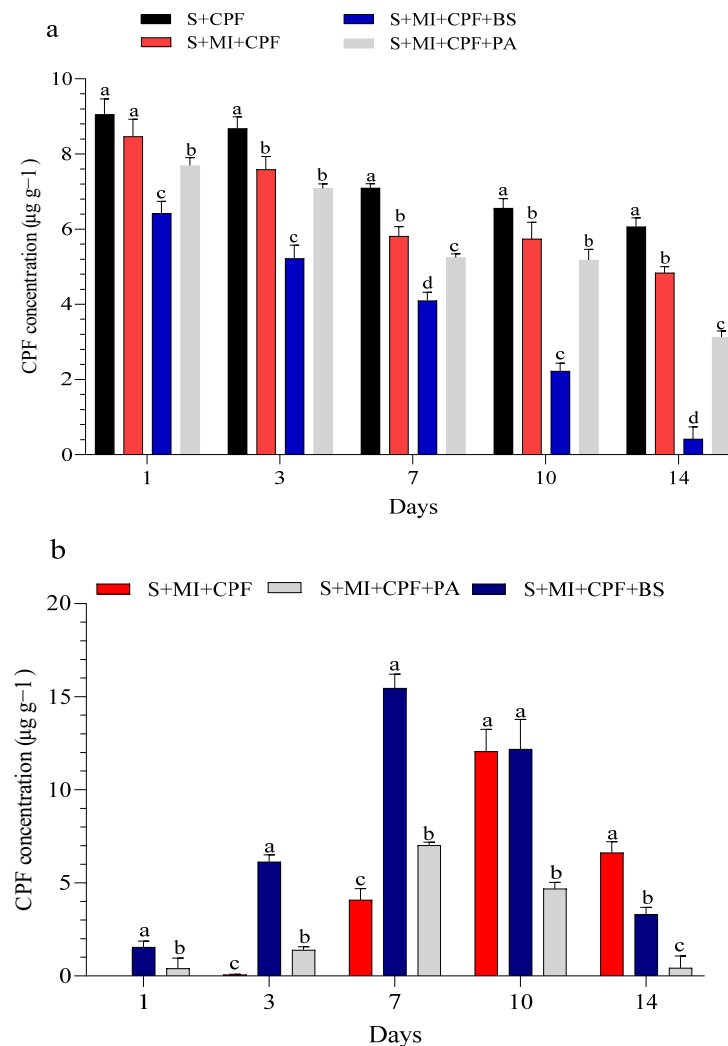 a
S+CPF
S+MI+CPF+BS
S+MI+CPF
S+MI+CPF+PA
10
8
6
4
2
0
CPF concentration (µg g−1)
a a c b
a b c b
a b d c
a b c b
a b d c
1 3 7 10 14
Days
b
S+MI+CPF S+MI+CPF+PA S+MI+CPF+BS
20
15
10
5
0
CPF concentration (µg g−1)
a b
c a b
c a b
a a b
a b c
1 3 7 10 14
Days